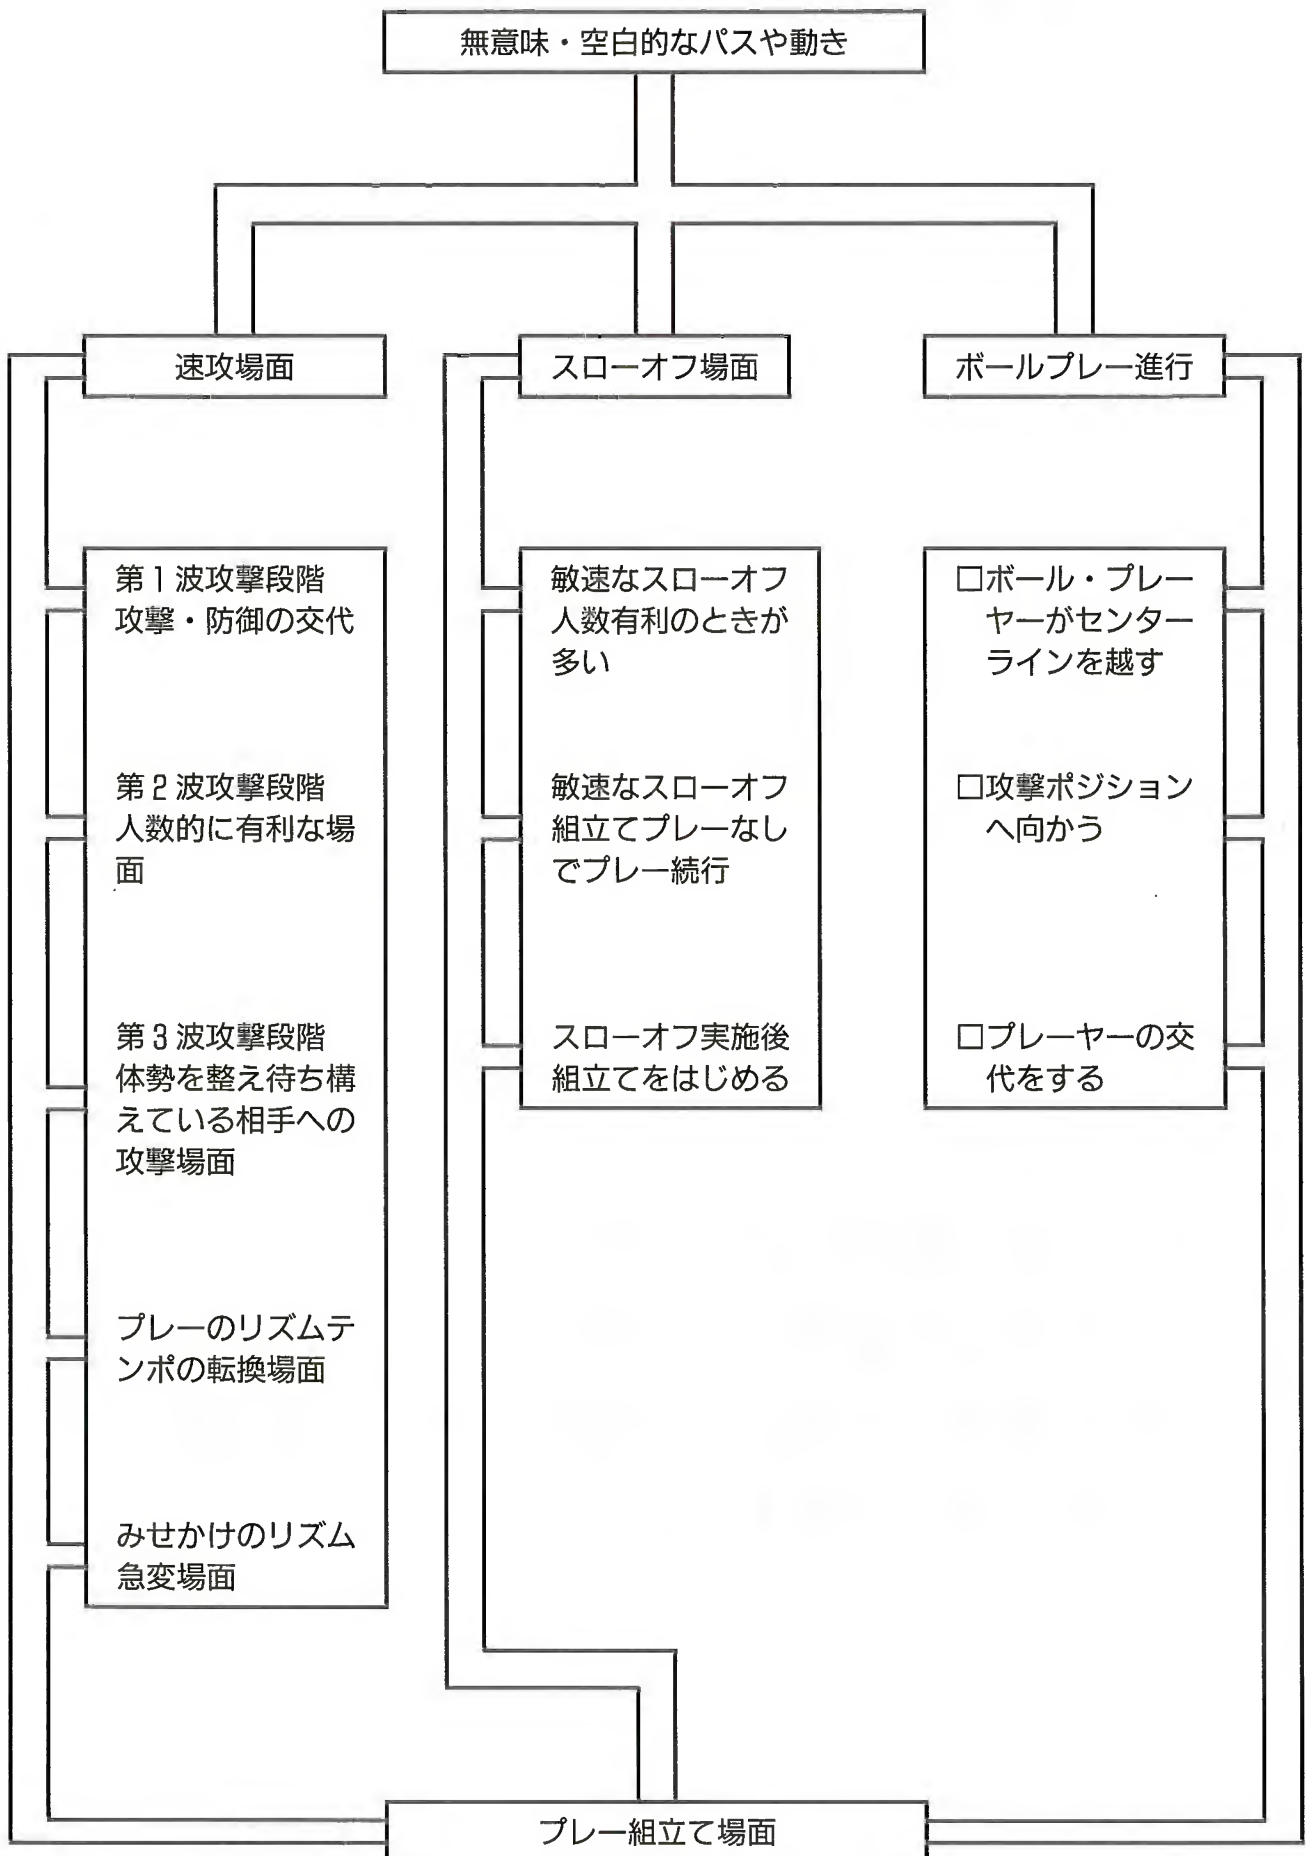 無意味・空白的なパスや動き
速攻場面
スローオフ場面
ボールプレー進行
第1波攻撃段階
攻撃・防御の交代
第2波攻撃段階
人数的に有利な場
面
第3波攻撃段階
体勢を整え待ち構
えている相手への
攻撃場面
プレーのリズムテ
ンポの転換場面
みせかけのリズム
急変場面
敏速なスローオフ
人数有利のときが
多い
敏速なスローオフ
組立てプレーなし
でプレー続行
スローオフ実施後
組立てをはじめる
□ボール・プレー
ヤーがセンター
ラインを越す
□攻撃ポジション
へ向かう
□プレーヤーの交
代をする
プレー組立て場面